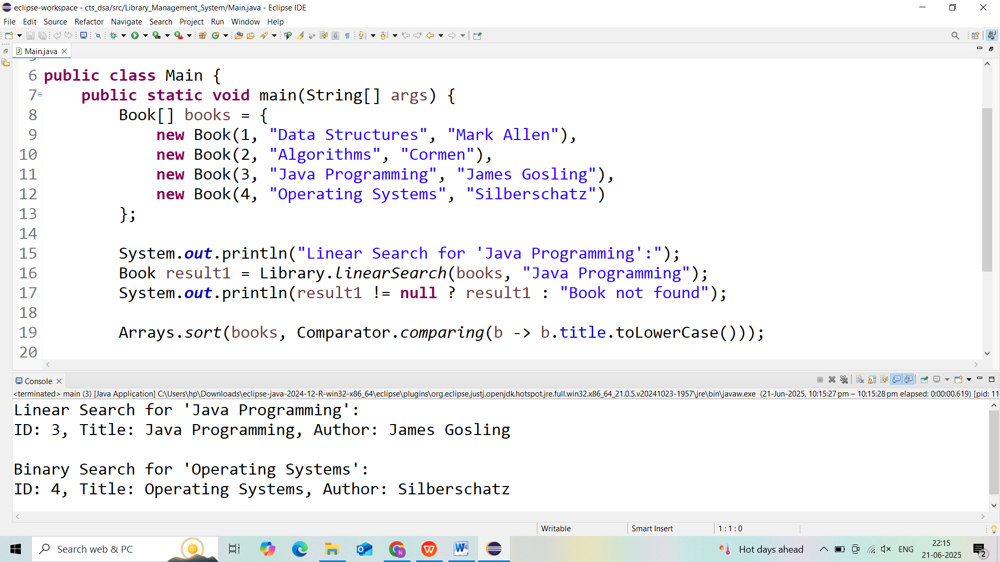 eclipse-workspace - cts_dsa/src/Library_Management_System/Main.java - Eclipse IDE
File Edit Source Refactor Navigate Search Project Run Window Help
Main.java
6 public class Main {
7 public static void main(String[] args) {
8 Book[] books = {
9 new Book(1, "Data Structures", "Mark Allen"),
10 new Book(2, "Algorithms", "Cormen"),
11 new Book(3, "Java Programming", "James Gosling"),
12 new Book(4, "Operating Systems", "Silberschatz")
13 };
14
15 System.out.println("Linear Search for 'Java Programming':");
16 Book result1 = Library.linearSearch(books, "Java Programming");
17 System.out.println(result1 != null ? result1 : "Book not found");
18
19 Arrays.sort(books, Comparator.comparing(b -> b.title.toLowerCase()));
20
Console
<terminated> main (3) [Java Application] C:\Users\hp\Downloads\eclipse-java-2024-12-R-win32-x86_64\eclipse\plugins\org.eclipse.justj.openjdk.hotspot.jre.full.win32.x86_64_21.0.5.v20241023-1957\jre\bin\javaw.exe (21-Jun-2025, 10:15:27 pm – 10:15:28 pm elapsed: 0:00:00.619) [pid: 11
Linear Search for 'Java Programming':
ID: 3, Title: Java Programming, Author: James Gosling
Binary Search for 'Operating Systems':
ID: 4, Title: Operating Systems, Author: Silberschatz
Writable Smart Insert 1 : 1 : 0
Search web & PC Hot days ahead ENG 22:15
21-06-2025 2